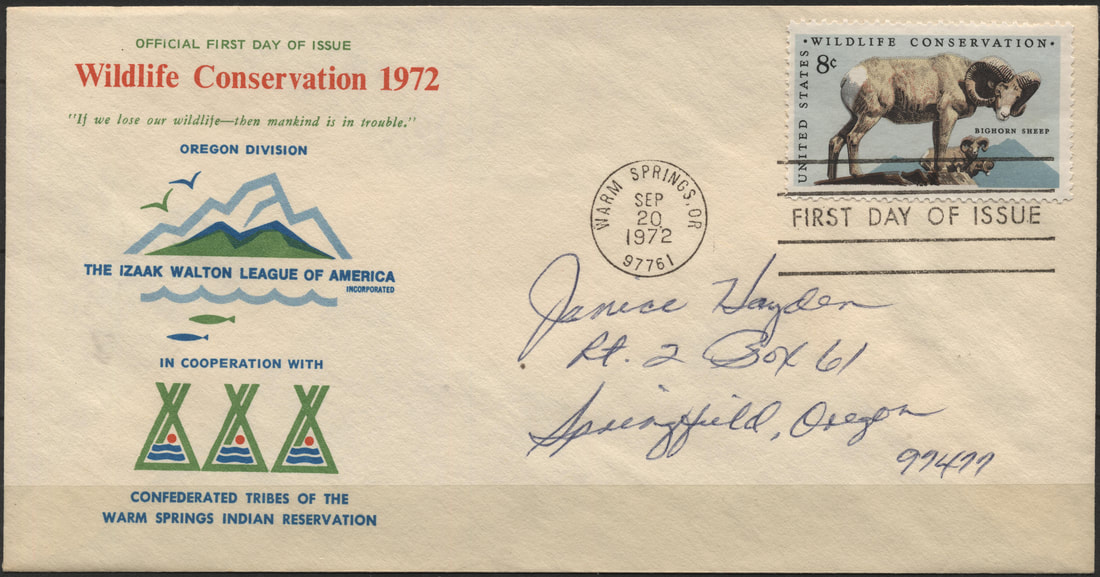 OFFICIAL FIRST DAY OF ISSUE
Wildlife Conservation 1972
"If we lose our wildlife—then mankind is in trouble."
OREGON DIVISION
THE IZAAK WALTON LEAGUE OF AMERICA
INCORPORATED
IN COOPERATION WITH
CONFEDERATED TRIBES OF THE
WARM SPRINGS INDIAN RESERVATION
WARM SPRINGS, OR
SEP
20
1972
97761
·WILDLIFE CONSERVATION·
8¢
UNITED STATES
BIGHORN SHEEP
FIRST DAY OF ISSUE
Janice Hayden
Rt. 2 Box 61
Springfield, Oregon
97477